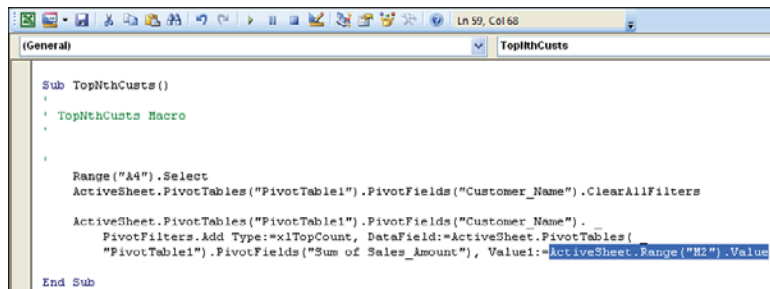 Ln 59, Col 68
(General)
TopNthCusts
Sub TopNthCusts()
'
' TopNthCusts Macro
'
'
Range("A4").Select
ActiveSheet.PivotTables("PivotTable1").PivotFields("Customer_Name").ClearAllFilters
ActiveSheet.PivotTables("PivotTable1").PivotFields("Customer_Name"). _
PivotFilters.Add Type:=xlTopCount, DataField:=ActiveSheet.PivotTables( _
"PivotTable1").PivotFields("Sum of Sales_Amount"), Value1:=ActiveSheet.Range("M2").Value
End Sub